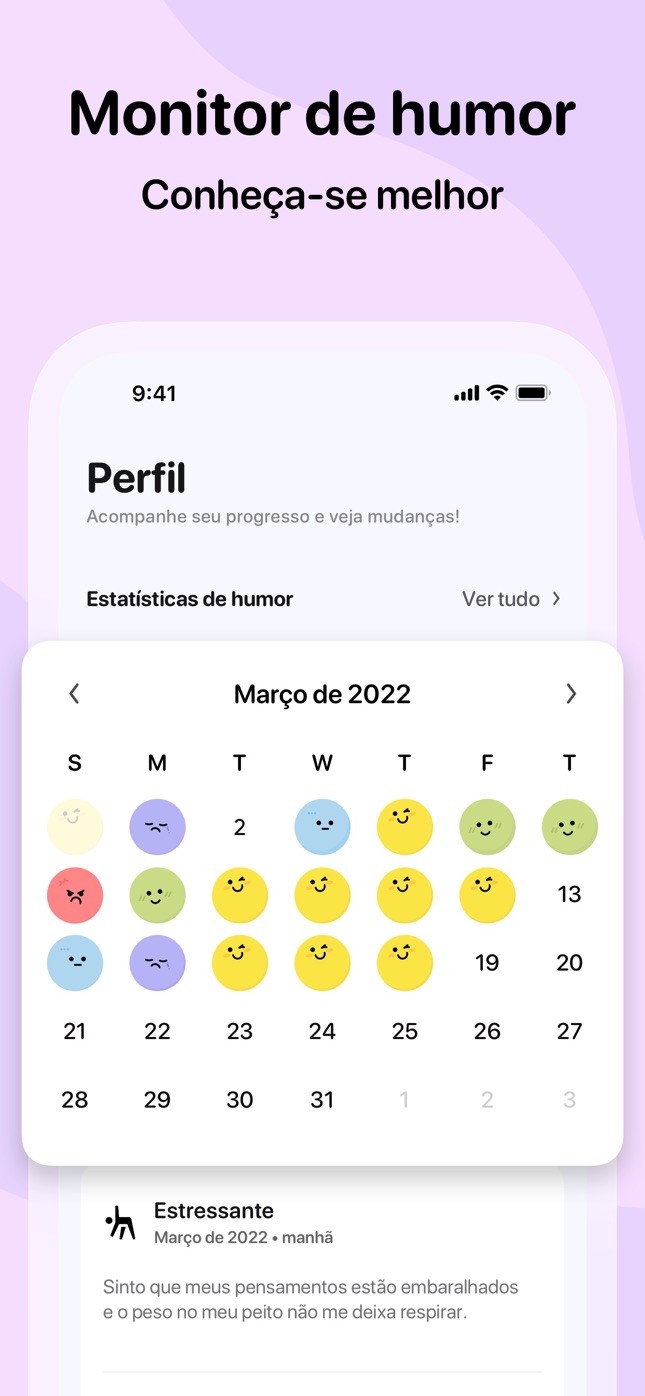 Monitor de humor
Conheça-se melhor
9:41
Perfil
Acompanhe seu progresso e veja mudanças!
Estatísticas de humor Ver tudo
Março de 2022
S M T W T F T
2
13
19 20
21 22 23 24 25 26 27
28 29 30 31 1 2 3
Estressante
Março de 2022 • manhã
Sinto que meus pensamentos estão embaralhados
e o peso no meu peito não me deixa respirar.